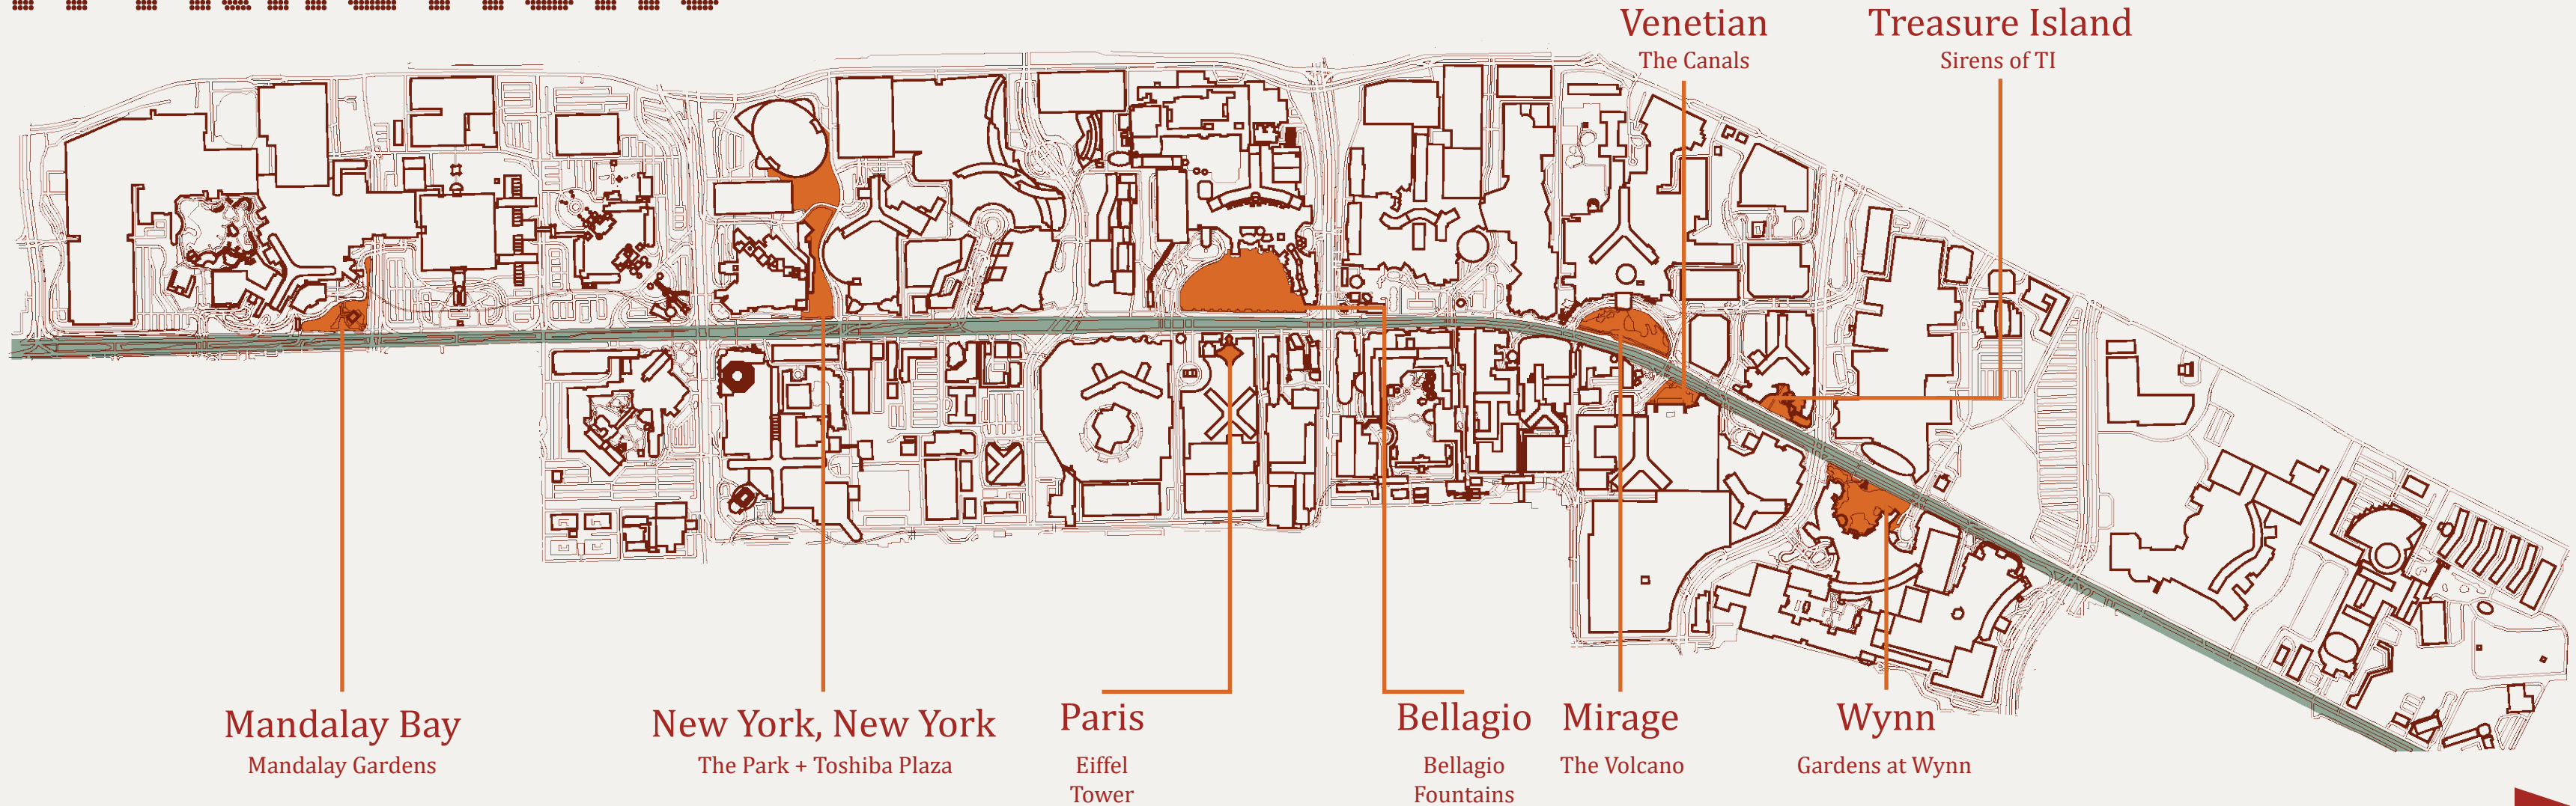 Venetian
The Canals
Treasure Island
Sirens of TI
Mandalay Bay
Mandalay Gardens
New York, New York
The Park + Toshiba Plaza
Paris
Eiffel
Tower
Bellagio
Bellagio
Fountains
Mirage
The Volcano
Wynn
Gardens at Wynn